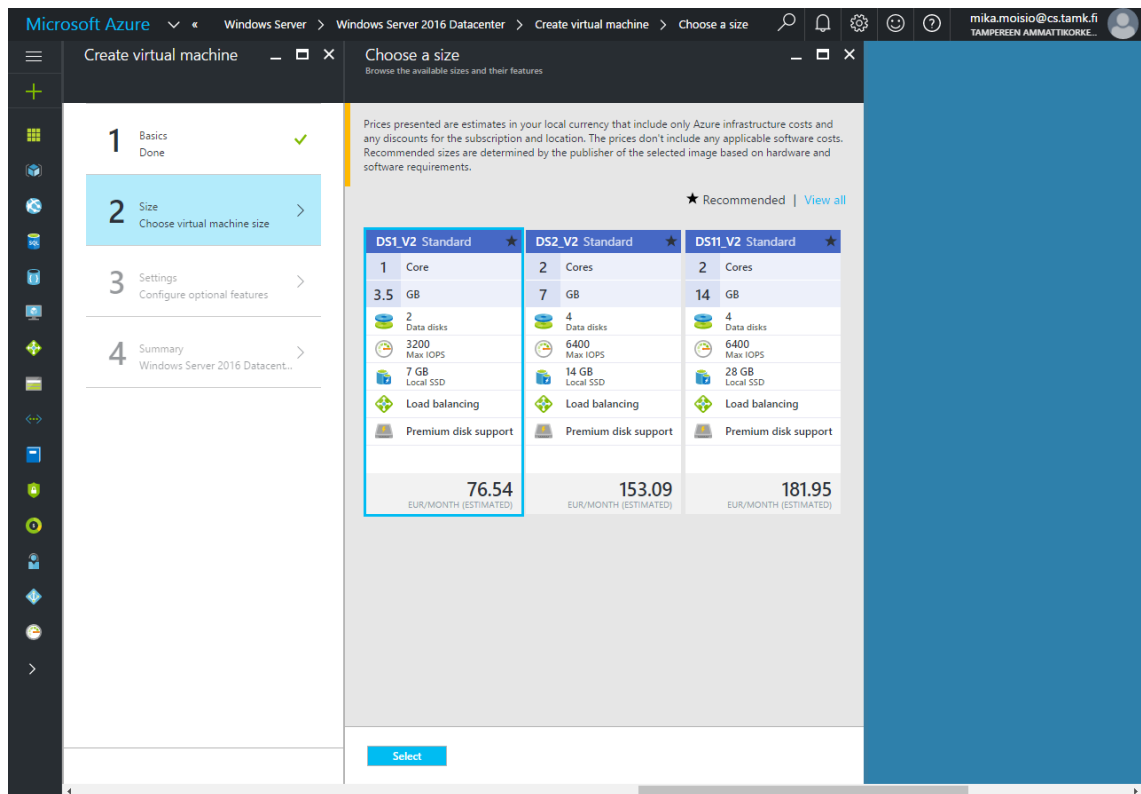 Microsoft Azure « Windows Server > Windows Server 2016 Datacenter > Create virtual machine > Choose a size
mika.moisio@cs.tamk.fi
TAMPEREEN AMMATTIKORKE...
Create virtual machine
1 Basics
Done
2 Size
Choose virtual machine size
3 Settings
Configure optional features
4 Summary
Windows Server 2016 Datacent...
Choose a size
Browse the available sizes and their features
Prices presented are estimates in your local currency that include only Azure infrastructure costs and
any discounts for the subscription and location. The prices don't include any applicable software costs.
Recommended sizes are determined by the publisher of the selected image based on hardware and
software requirements.
★ Recommended | View all
DS1_V2 Standard ★
1 Core
3.5 GB
2
Data disks
3200
Max IOPS
7 GB
Local SSD
Load balancing
Premium disk support
76.54
EUR/MONTH (ESTIMATED)
DS2_V2 Standard ★
2 Cores
7 GB
4
Data disks
6400
Max IOPS
14 GB
Local SSD
Load balancing
Premium disk support
153.09
EUR/MONTH (ESTIMATED)
DS11_V2 Standard ★
2 Cores
14 GB
4
Data disks
6400
Max IOPS
28 GB
Local SSD
Load balancing
Premium disk support
181.95
EUR/MONTH (ESTIMATED)
Select